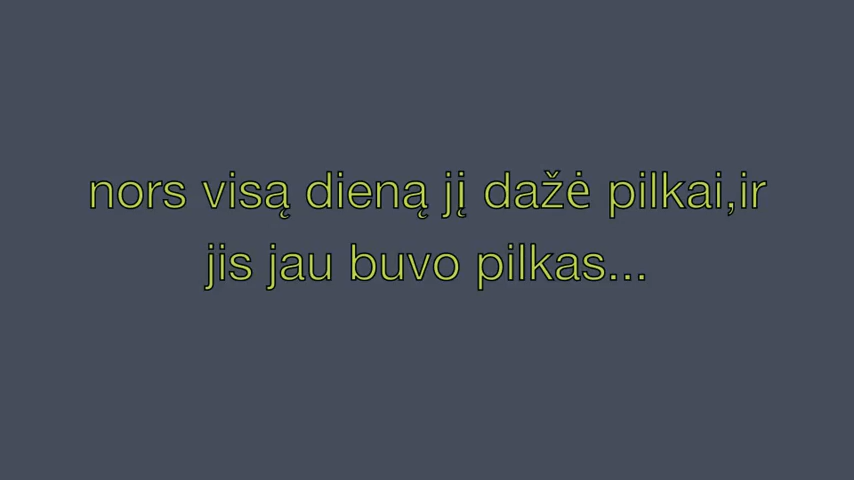 nors visą dieną jį dažė pilkai,ir
jis jau buvo pilkas...